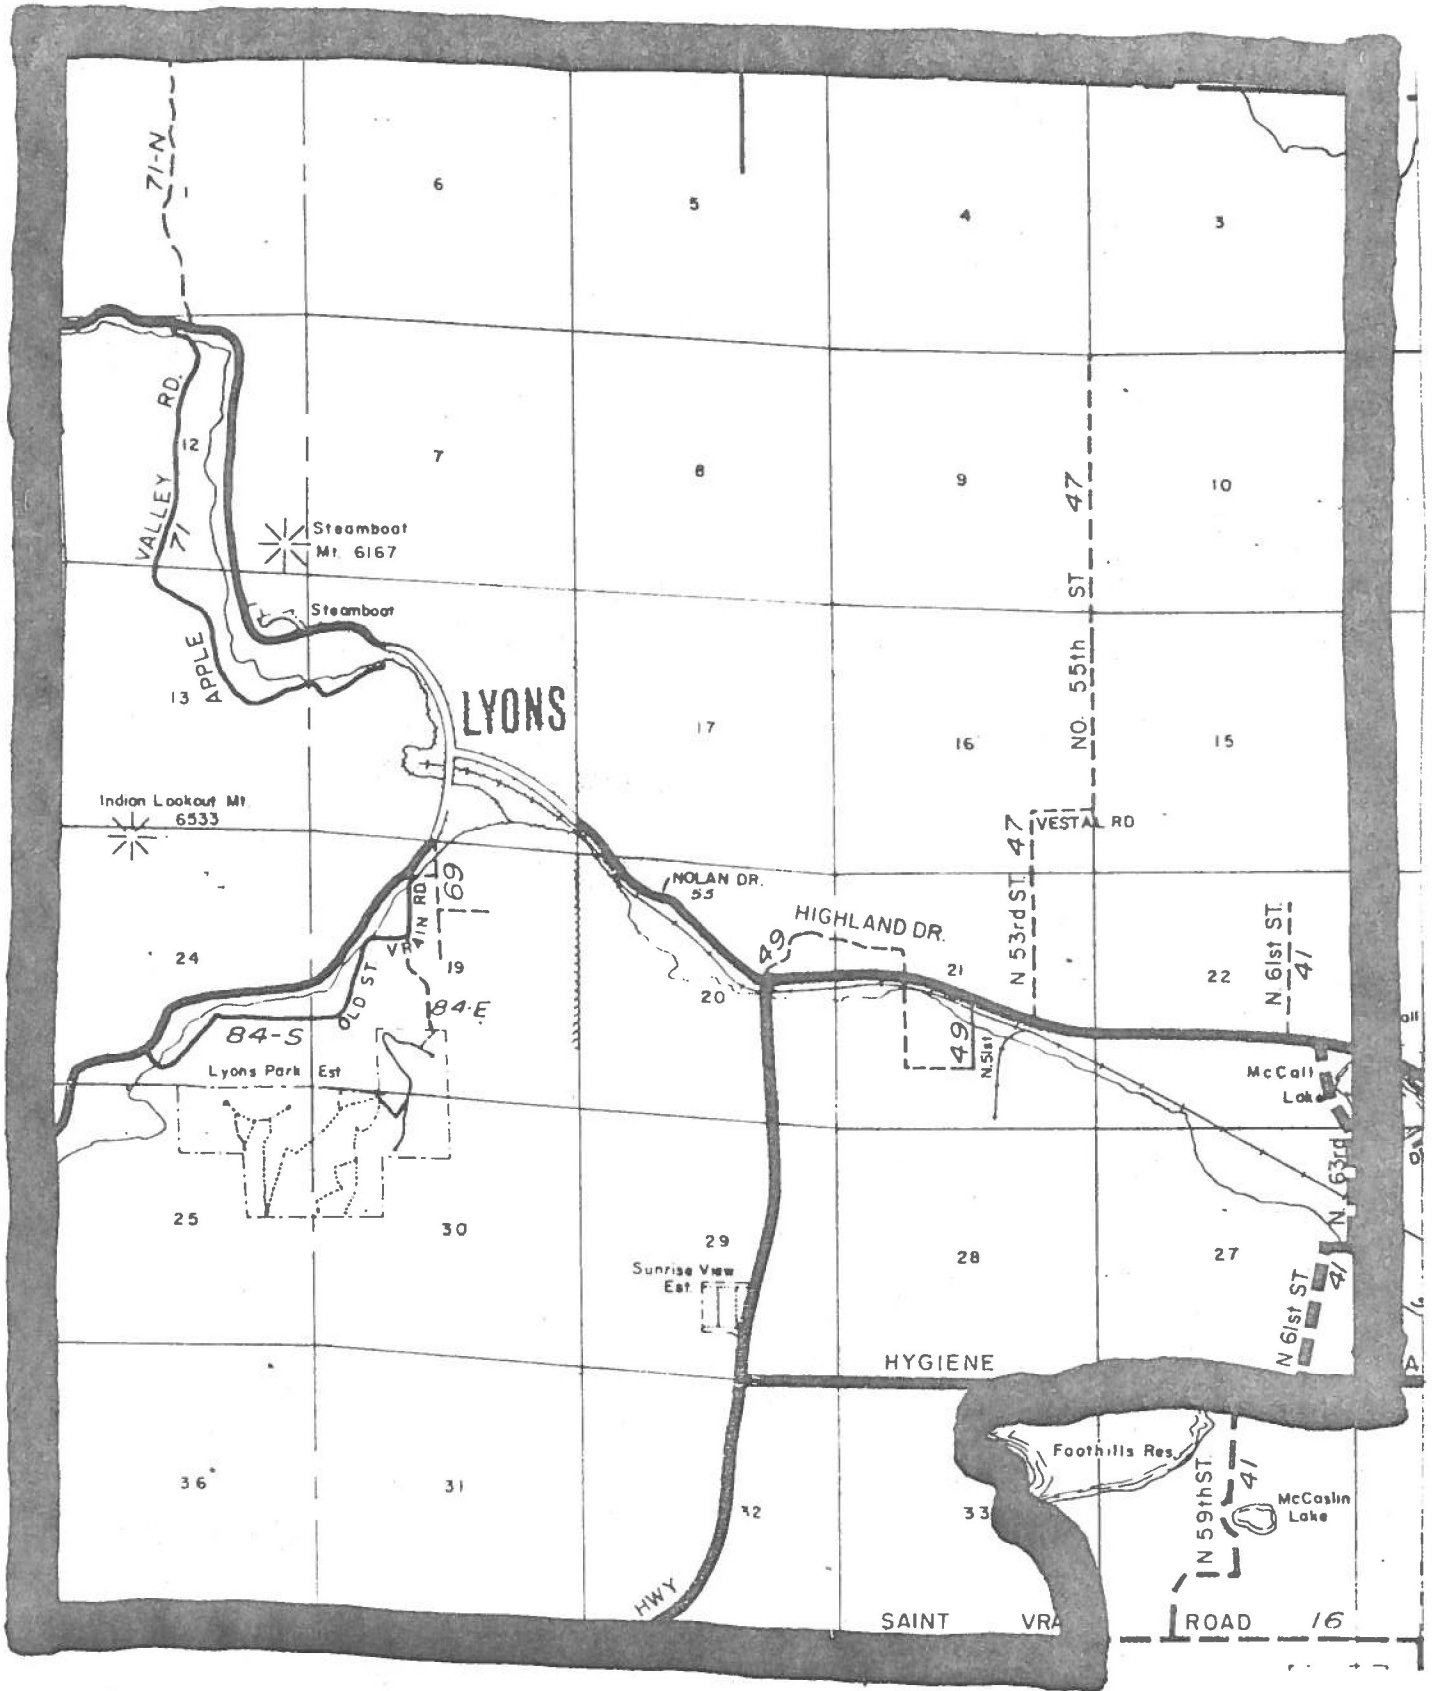 71-N
6
5
4
3
RD.
VALLEY
71
APPLE
12
7
8
9
10
NO. 55th ST 47
Steamboat
Mt. 6167
Steamboat
13
LYONS
17
16
15
Indian Lookout Mt.
6533
VESTAL RD
N 53rd ST. 47
NOLAN DR.
55
69
HIGHLAND DR.
49
N 61st ST.
41
24
19
20
21
22
OLD ST
84-E
84-S
49
N.51st
Lyons Park Est
McCall
Lake
N. 63rd
25
30
29
28
27
Sunrise View
Est.
N 61st ST
41
HYGIENE
Foothills Res.
36
31
32
33
N 59th ST.
41
McCaslin
Lake
HWY
SAINT VRA ROAD 16